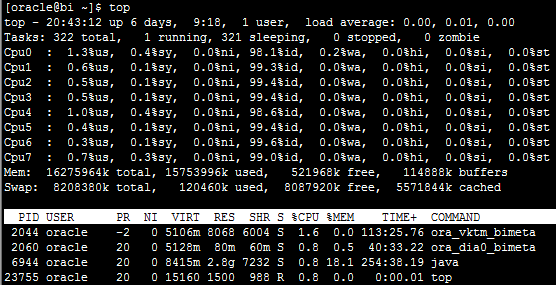 [oracle@bi ~]$ top
top - 20:43:12 up 6 days,  9:18,  1 user,  load average: 0.00, 0.01, 0.00
Tasks: 322 total,   1 running, 321 sleeping,   0 stopped,   0 zombie
Cpu0  :  1.3%us,  0.4%sy,  0.0%ni, 98.1%id,  0.2%wa,  0.0%hi,  0.0%si,  0.0%st
Cpu1  :  0.6%us,  0.1%sy,  0.0%ni, 99.3%id,  0.0%wa,  0.0%hi,  0.0%si,  0.0%st
Cpu2  :  0.5%us,  0.1%sy,  0.0%ni, 99.4%id,  0.0%wa,  0.0%hi,  0.0%si,  0.0%st
Cpu3  :  0.5%us,  0.1%sy,  0.0%ni, 99.4%id,  0.0%wa,  0.0%hi,  0.0%si,  0.0%st
Cpu4  :  1.0%us,  0.4%sy,  0.0%ni, 98.6%id,  0.0%wa,  0.0%hi,  0.0%si,  0.0%st
Cpu5  :  0.4%us,  0.1%sy,  0.0%ni, 99.4%id,  0.0%wa,  0.0%hi,  0.0%si,  0.0%st
Cpu6  :  0.3%us,  0.1%sy,  0.0%ni, 99.6%id,  0.0%wa,  0.0%hi,  0.0%si,  0.0%st
Cpu7  :  0.7%us,  0.3%sy,  0.0%ni, 99.0%id,  0.0%wa,  0.0%hi,  0.0%si,  0.0%st
Mem:  16275964k total, 15753996k used,   521968k free,   114888k buffers
Swap:  8208380k total,   120460k used,  8087920k free,  5571844k cached
PID USER      PR  NI  VIRT  RES  SHR S %CPU %MEM    TIME+  COMMAND
2044 oracle    -2   0 5106m 8068 6004 S  1.6  0.0 113:25.76 ora_vktm_bimeta
2060 oracle    20   0 5128m  80m  60m S  0.8  0.5  40:33.22 ora_dia0_bimeta
6944 oracle    20   0 8415m 2.8g 7232 S  0.8 18.1 254:38.19 java
23755 oracle    20   0 15160 1500  988 R  0.8  0.0   0:00.01 top